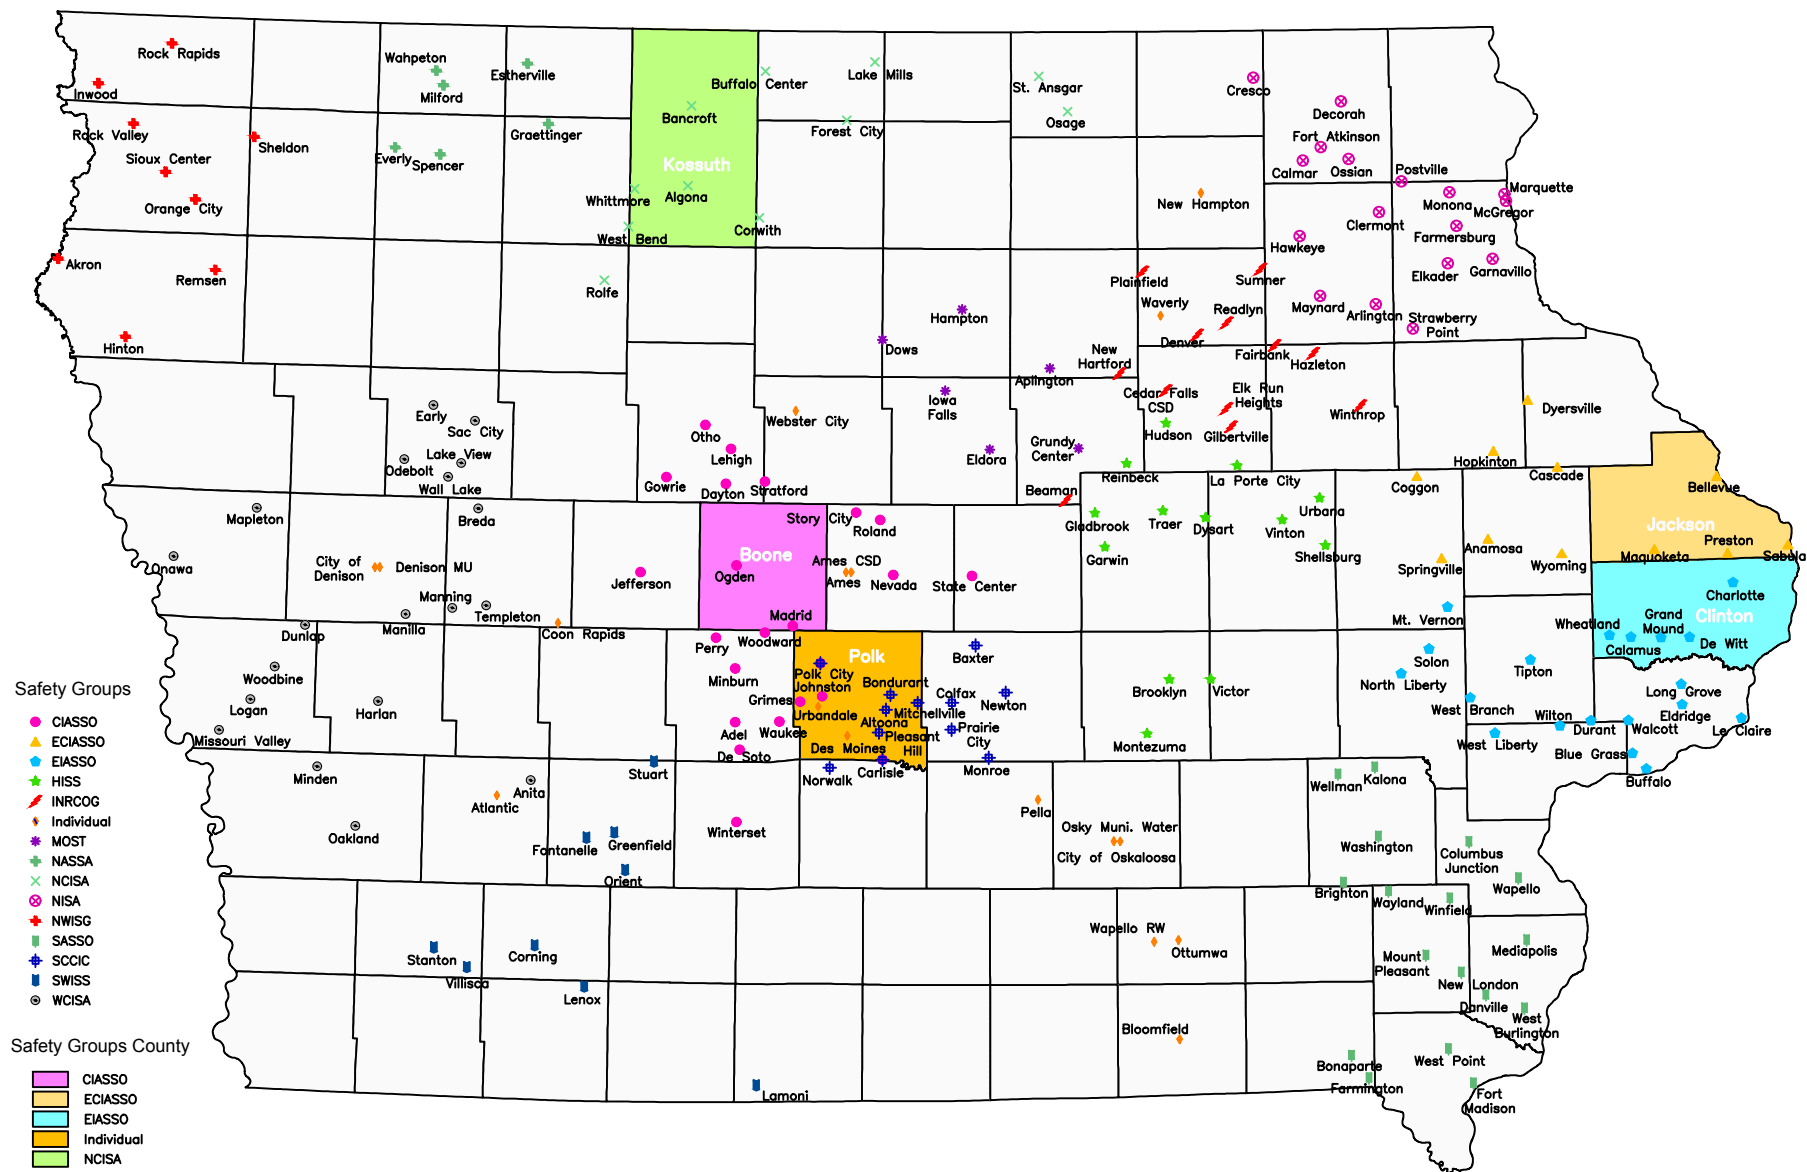 Rock Rapids
Inwood
Wahpeton
Milford
Estherville
Buffalo Center
Lake Mills
St. Ansgar
Cresco
Decorah
Rock Valley
Sioux Center
Orange City
Sheldon
Everly
Spencer
Graettinger
Bancroft
Kossuth
Algona
Whittmore
West Bend
Corwith
Forest City
Osage
New Hampton
Fort Atkinson
Calmar
Ossian
Postville
Monona
Marquette
McGregor
Clermont
Farmersburg
Hawkeye
Elkader
Garnavillo
Akron
Remsen
Hinton
Rolfe
Hampton
Dows
Plainfield
Waverly
Sumner
Readlyn
Denver
Maynard
Arlington
Strawberry
Point
Fairbank
Hazleton
New
Hartford
Aplington
Iowa
Falls
Cedar Falls
CSD
Hudson
Elk Run
Heights
Gilbertville
Winthrop
Dyersville
Early
Sac City
Lake View
Odebolt
Wall Lake
Otho
Lehigh
Gowrie
Dayton
Stratford
Webster City
Eldora
Grundy
Center
Reinbeck
La Porte City
Hopkinton
Cascade
Coggon
Bellevue
Mapleton
Breda
Story City
Roland
Beaman
Gladbrook
Traer
Dysart
Garwin
Vinton
Urbana
Shellsburg
Springville
Anamosa
Wyoming
Jackson
Maquoketa
Preston
Sabula
Onawa
City of
Denison
Denison MU
Manning
Manilla
Templeton
Jefferson
Boone
Ogden
Madrid
Ames CSD
Ames
Nevada
State Center
Mt. Vernon
Charlotte
Clinton
Grand
Mound
Wheatland
Calamus
De Witt
Dunlap
Coon Rapids
Perry
Woodward
Polk
Polk City
Johnston
Bondurant
Baxter
Woodbine
Logan
Harlan
Missouri Valley
Minburn
Grimes
Urbandale
Altoona
Mitchellville
Colfax
Newton
Adel
Waukee
Des Moines
Pleasant
Hill
Prairie
City
De Soto
Norwalk
Carlisle
Monroe
Brooklyn
Victor
Montezuma
Solon
North Liberty
Tipton
West Branch
West Liberty
Wilton
Durant
Walcott
Long Grove
Eldridge
Le Claire
Blue Grass
Buffalo
Minden
Anita
Atlantic
Oakland
Stuart
Fontanelle
Greenfield
Orient
Winterset
Pella
Osky Muni. Water
City of Oskaloosa
Wellman
Kalona
Washington
Columbus
Junction
Wapello
Brighton
Wayland
Winfield
Stanton
Villisca
Corning
Lenox
Wapello RW
Ottumwa
Mount
Pleasant
Mediapolis
New London
Danville
West
Burlington
Bloomfield
Bonaparte
Farmington
West Point
Fort
Madison
Lamoni
Safety Groups
CIASSO
ECIASSO
EIASSO
HISS
INRCOG
Individual
MOST
NASSA
NCISA
NISA
NWISG
SASSO
SCCIC
SWISS
WCISA
Safety Groups County
CIASSO
ECIASSO
EIASSO
Individual
NCISA